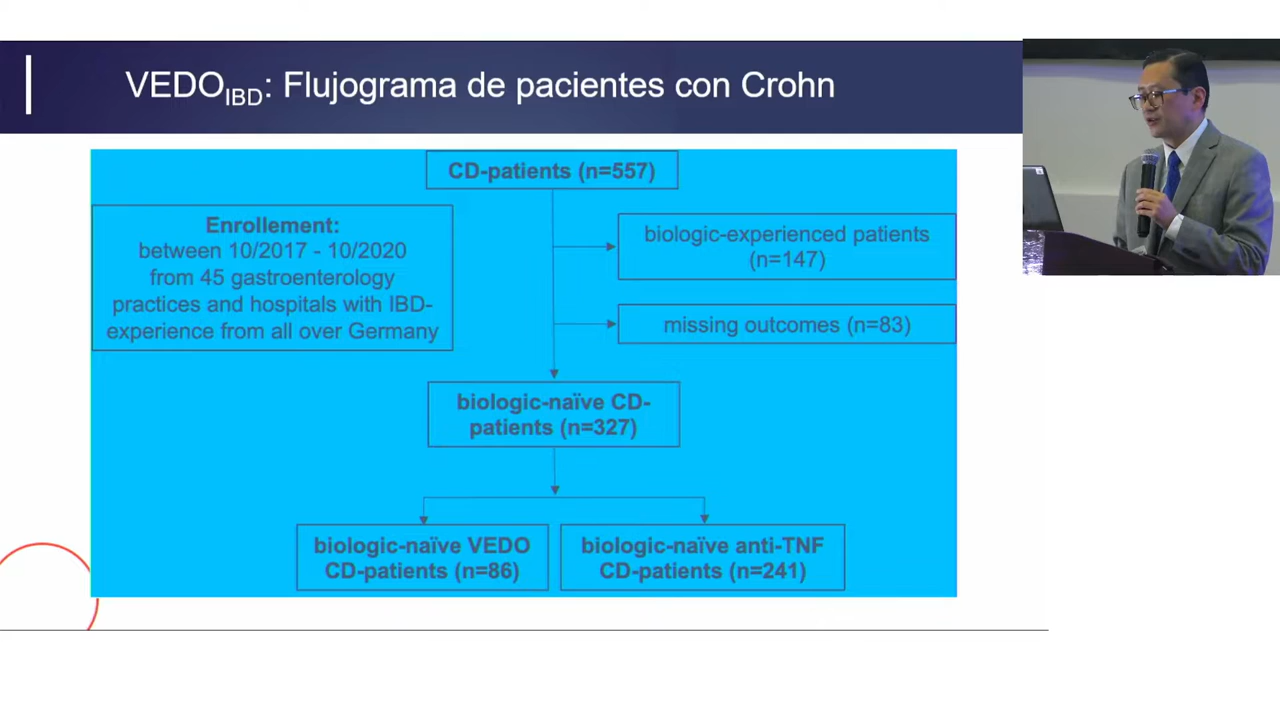 VEDOIBD: Flujograma de pacientes con Crohn
CD-patients (n=557)
Enrollement:
between 10/2017 - 10/2020
from 45 gastroenterology
practices and hospitals with IBD-
experience from all over Germany
biologic-experienced patients
(n=147)
missing outcomes (n=83)
biologic-naïve CD-
patients (n=327)
biologic-naïve VEDO
CD-patients (n=86)
biologic-naïve anti-TNF
CD-patients (n=241)